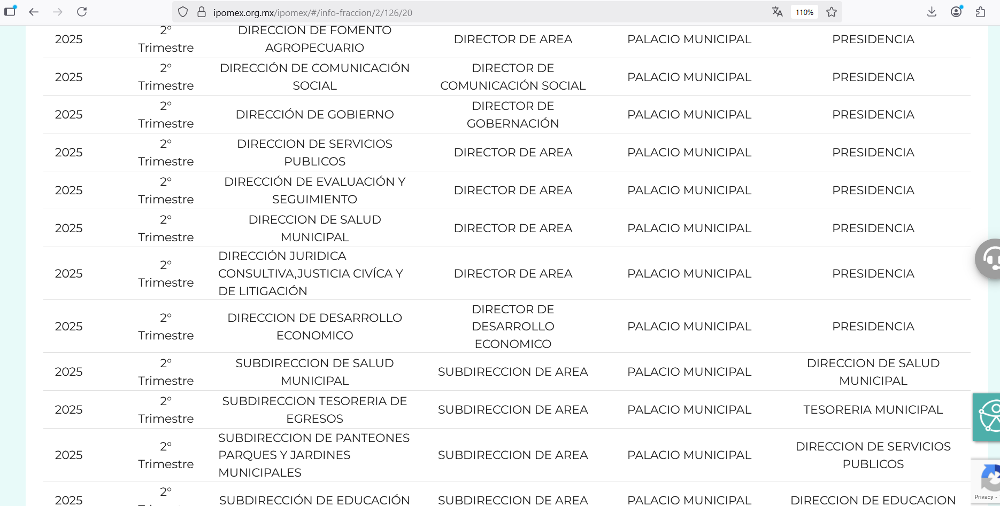 ipomex.org.mx/ipomex/#/info-fraccion/2/126/20
110%
2025
2°
Trimestre
DIRECCION DE FOMENTO
AGROPECUARIO
DIRECTOR DE AREA
PALACIO MUNICIPAL
PRESIDENCIA
2025
2°
Trimestre
DIRECCIÓN DE COMUNICACIÓN
SOCIAL
DIRECTOR DE
COMUNICACIÓN SOCIAL
PALACIO MUNICIPAL
PRESIDENCIA
2025
2°
Trimestre
DIRECCIÓN DE GOBIERNO
DIRECTOR DE
GOBERNACIÓN
PALACIO MUNICIPAL
PRESIDENCIA
2025
2°
Trimestre
DIRECCION DE SERVICIOS
PUBLICOS
DIRECTOR DE AREA
PALACIO MUNICIPAL
PRESIDENCIA
2025
2°
Trimestre
DIRECCIÓN DE EVALUACIÓN Y
SEGUIMIENTO
DIRECTOR DE AREA
PALACIO MUNICIPAL
PRESIDENCIA
2025
2°
Trimestre
DIRECCION DE SALUD
MUNICIPAL
DIRECTOR DE AREA
PALACIO MUNICIPAL
PRESIDENCIA
2025
2°
Trimestre
DIRECCIÓN JURIDICA
CONSULTIVA,JUSTICIA CIVÍCA Y
DE LITIGACIÓN
DIRECTOR DE AREA
PALACIO MUNICIPAL
PRESIDENCIA
2025
2°
Trimestre
DIRECCION DE DESARROLLO
ECONOMICO
DIRECTOR DE
DESARROLLO
ECONOMICO
PALACIO MUNICIPAL
PRESIDENCIA
2025
2°
Trimestre
SUBDIRECCION DE SALUD
MUNICIPAL
SUBDIRECCION DE AREA
PALACIO MUNICIPAL
DIRECCION DE SALUD
MUNICIPAL
2025
2°
Trimestre
SUBDIRECCION TESORERIA DE
EGRESOS
SUBDIRECCION DE AREA
PALACIO MUNICIPAL
TESORERIA MUNICIPAL
2025
2°
Trimestre
SUBDIRECCION DE PANTEONES
PARQUES Y JARDINES
MUNICIPALES
SUBDIRECCION DE AREA
PALACIO MUNICIPAL
DIRECCION DE SERVICIOS
PUBLICOS
2025
2°
SUBDIRECCIÓN DE EDUCACIÓN
SUBDIRECCION DE AREA
PALACIO MUNICIPAL
DIRECCION DE EDUCACION
Privacy -